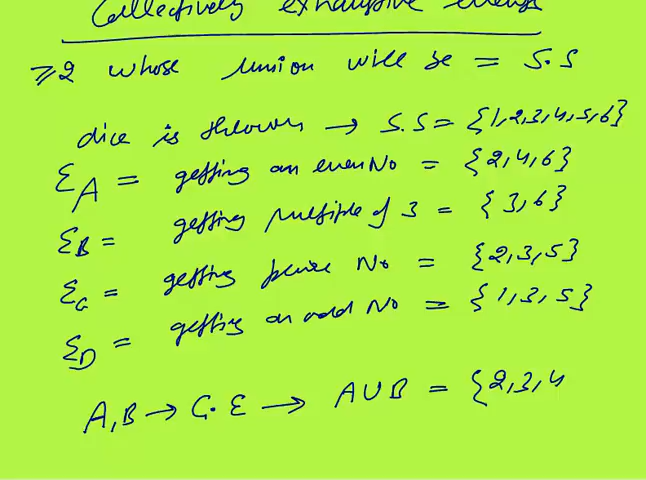 Collectively exhaustive events
≥2 whose union will be = S.S
dice is thrown → S.S = {1,2,3,4,5,6}
E_A = getting an even No = {2,4,6}
E_B = getting multiple of 3 = {3,6}
E_C = getting prime No = {2,3,5}
E_D = getting an odd No = {1,3,5}
A,B → C.E → A∪B = {2,3,4